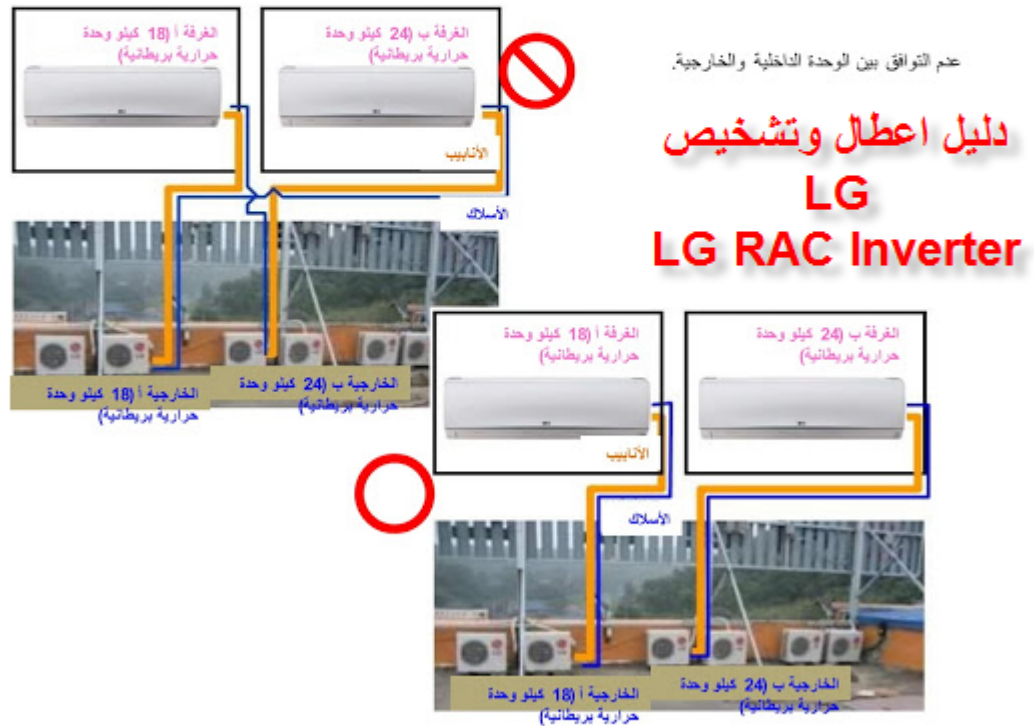 الغرفة أ (18 كيلو وحدة
حرارية بريطانية)
الغرفة ب (24 كيلو وحدة
حرارية بريطانية)
عدم التوافق بين الوحدة الداخلية والخارجية.
دليل اعطال وتشخيص
LG
LG RAC Inverter
الأنابيب
الأسلاك
الخارجية أ (18 كيلو وحدة
حرارية بريطانية)
الخارجية ب (24 كيلو وحدة
حرارية بريطانية)
الغرفة أ (18 كيلو وحدة
حرارية بريطانية)
الغرفة ب (24 كيلو وحدة
حرارية بريطانية)
الأنابيب
الأسلاك
الخارجية أ (18 كيلو وحدة
حرارية بريطانية)
الخارجية ب (24 كيلو وحدة
حرارية بريطانية)